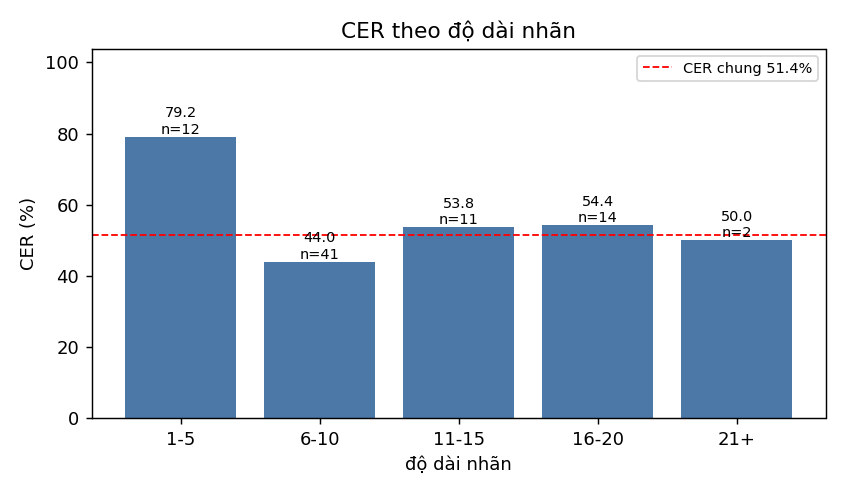 CER theo độ dài nhãn
CER (%)
100
80
60
40
20
0
CER chung 51.4%
79.2
n=12
44.0
n=41
53.8
n=11
54.4
n=14
50.0
n=2
1-5
6-10
11-15
16-20
21+
độ dài nhãn